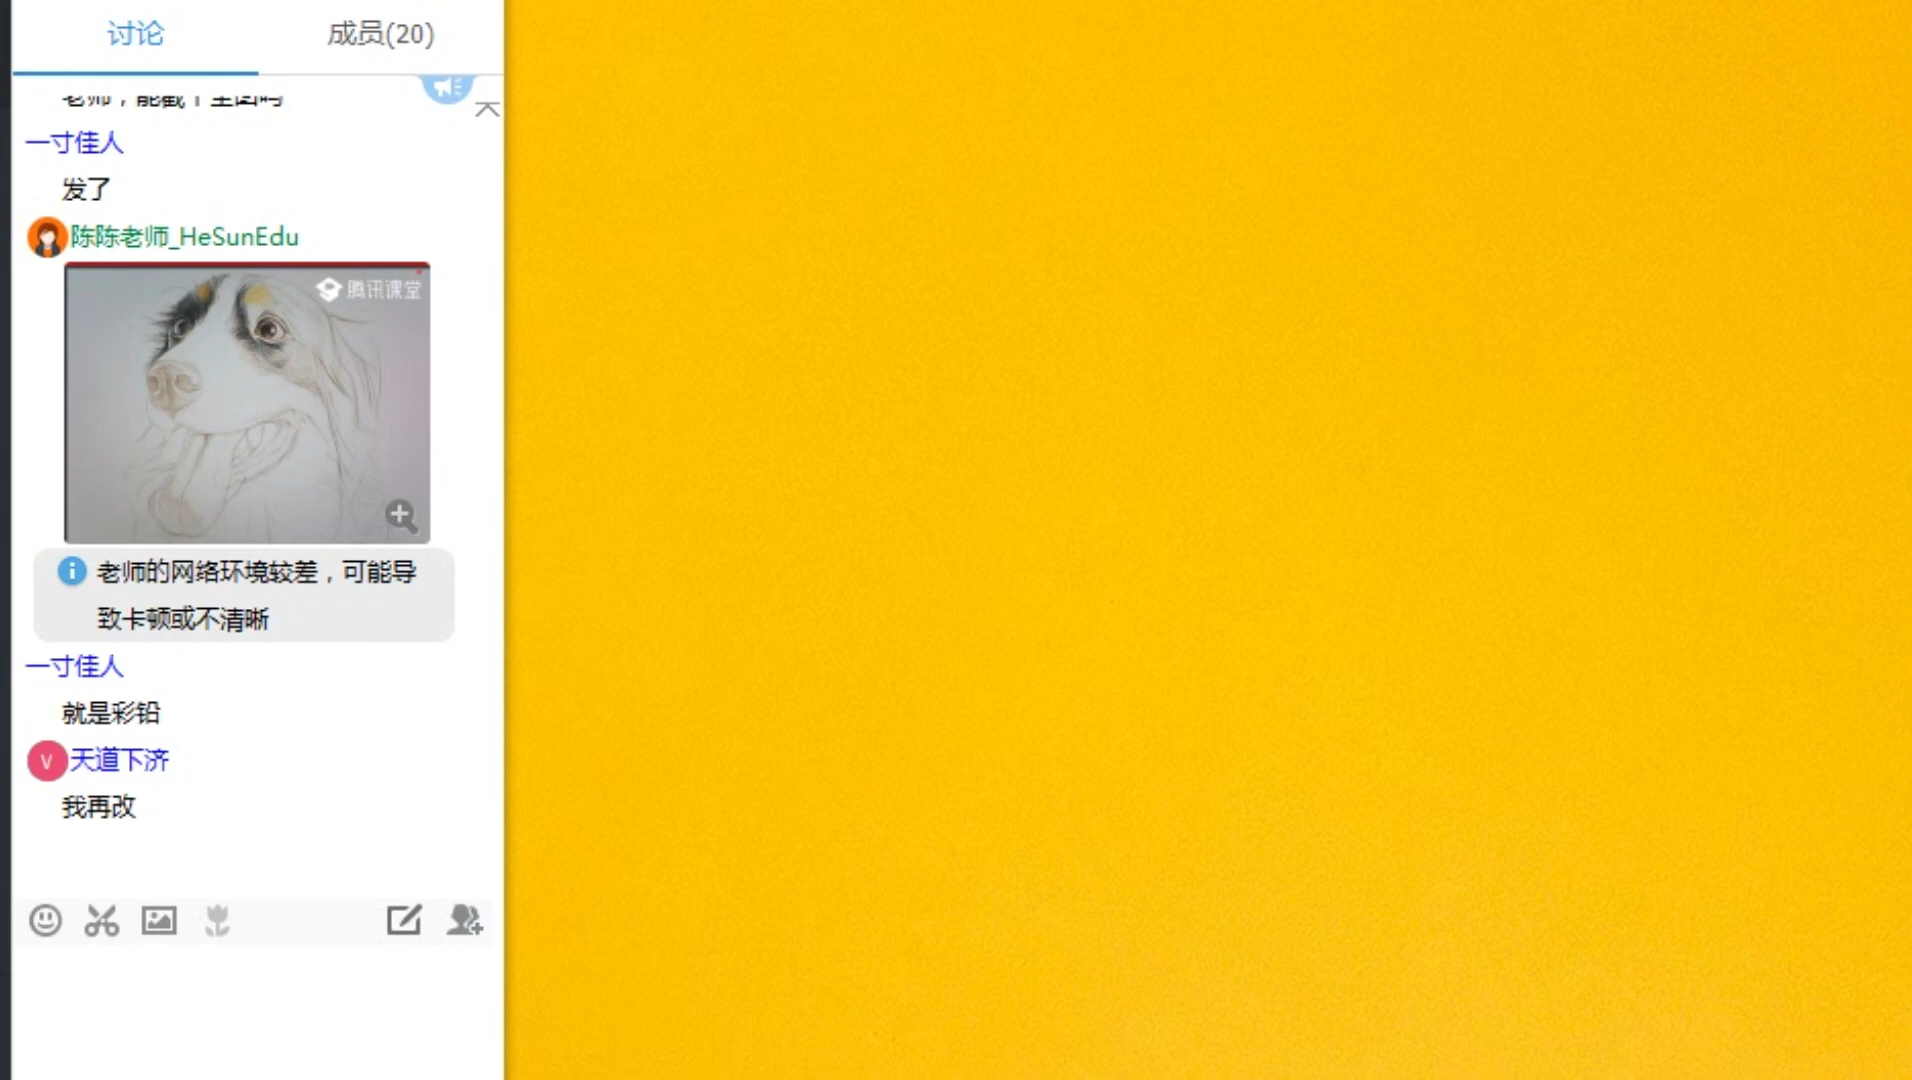 讨论
成员(20)
一寸佳人
发了
陈陈老师_HeSunEdu
腾讯课堂
老师的网络环境较差，可能导
致卡顿或不清晰
一寸佳人
就是彩铅
V 天道下济
我再改